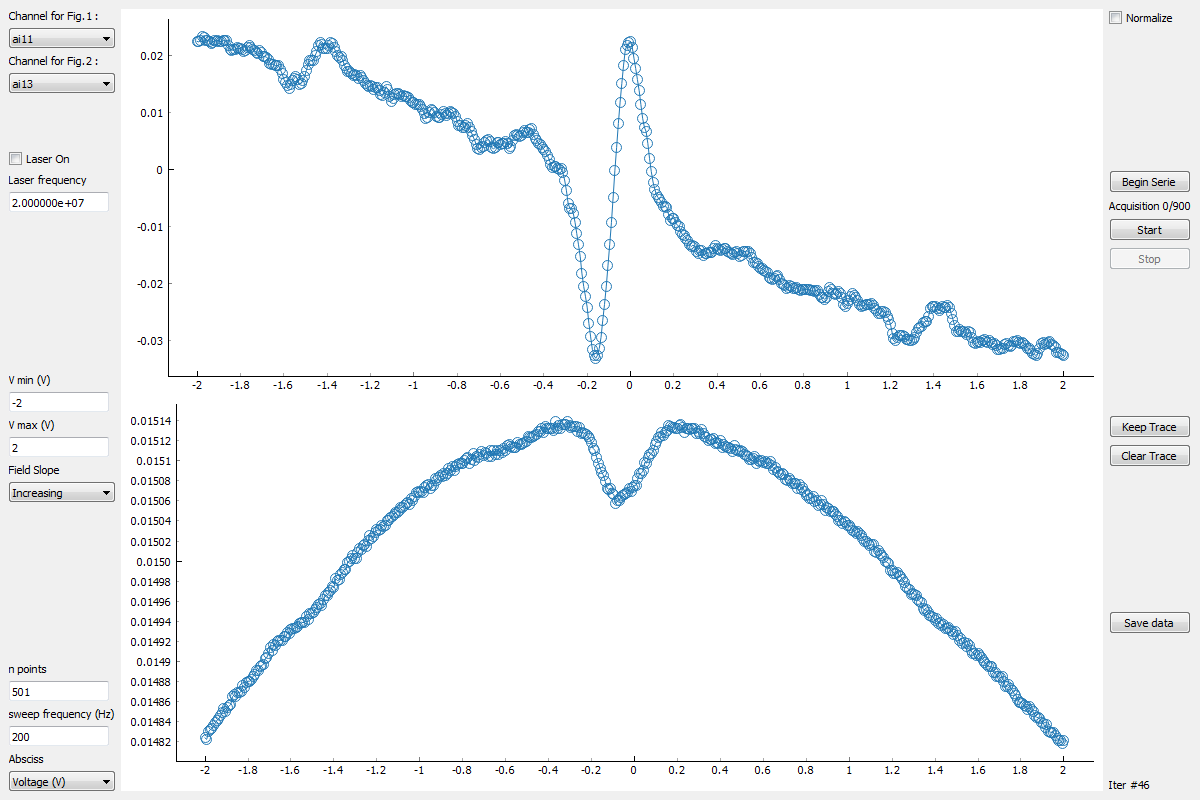 Channel for Fig.1 :
ai11
Channel for Fig.2 :
ai13
Laser On
Laser frequency
2.000000e+07
V min (V)
-2
V max (V)
2
Field Slope
Increasing
n points
501
sweep frequency (Hz)
200
Absciss
Voltage (V)
0.02
0.01
0
-0.01
-0.02
-0.03
-2 -1.8 -1.6 -1.4 -1.2 -1 -0.8 -0.6 -0.4 -0.2 0 0.2 0.4 0.6 0.8 1 1.2 1.4 1.6 1.8 2
0.01514
0.01512
0.0151
0.01508
0.01506
0.01504
0.01502
0.0150
0.01498
0.01496
0.01494
0.01492
0.0149
0.01488
0.01486
0.01484
0.01482
-2 -1.8 -1.6 -1.4 -1.2 -1 -0.8 -0.6 -0.4 -0.2 0 0.2 0.4 0.6 0.8 1 1.2 1.4 1.6 1.8 2
Normalize
Begin Serie
Acquisition 0/900
Start
Stop
Keep Trace
Clear Trace
Save data
Iter #46